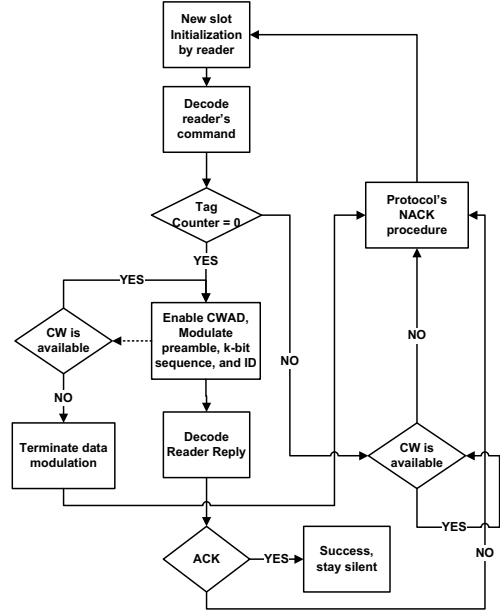 New slot
Initialization
by reader
Decode
reader's
command
Tag
Counter = 0
Protocol's
NACK
procedure
YES
YES
CW is
available
Enable CWAD,
Modulate
preamble, k-bit
sequence, and ID
NO
NO
NO
Terminate data
modulation
Decode
Reader Reply
CW is
available
YES
ACK
YES
Success,
stay silent
NO